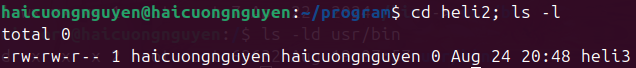 haicuongnguyen@haicuongnguyen:~/program$ cd heli2; ls -l
total 0
-rw-rw-r-- 1 haicuongnguyen haicuongnguyen 0 Aug 24 20:48 heli3